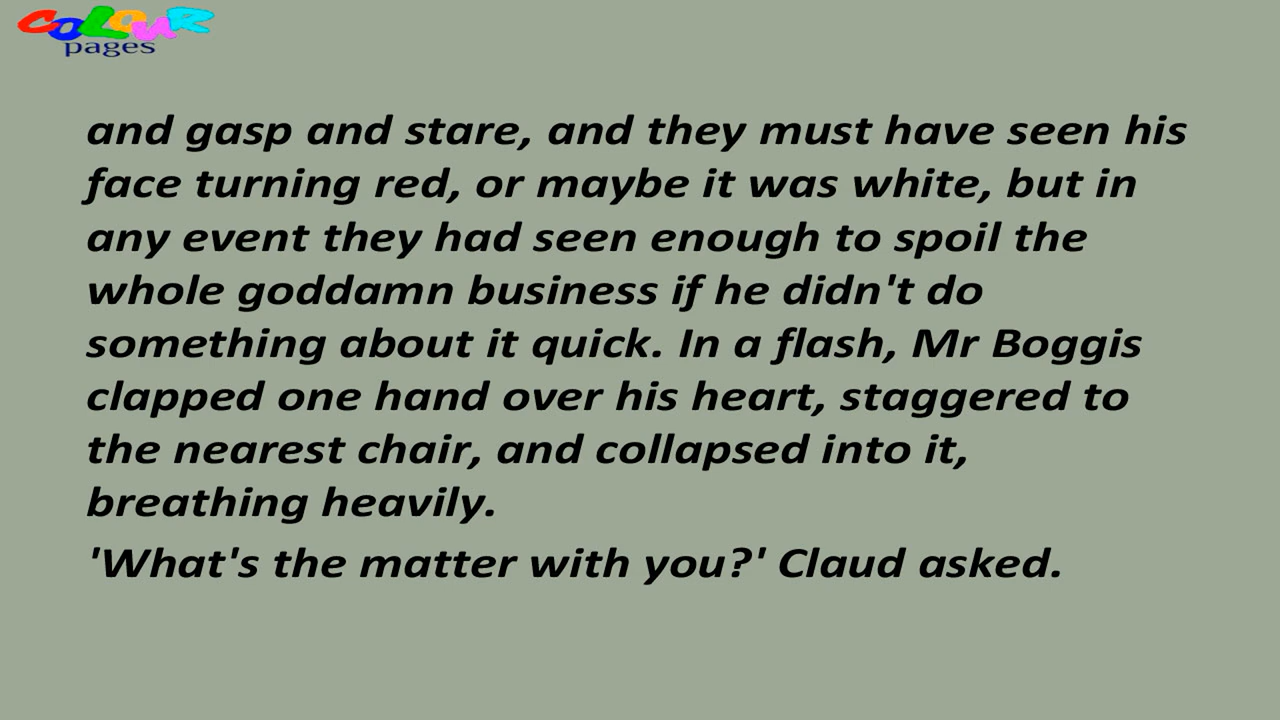 COLOUR
pages
and gasp and stare, and they must have seen his
face turning red, or maybe it was white, but in
any event they had seen enough to spoil the
whole goddamn business if he didn't do
something about it quick. In a flash, Mr Boggis
clapped one hand over his heart, staggered to
the nearest chair, and collapsed into it,
breathing heavily.
'What's the matter with you?' Claud asked.